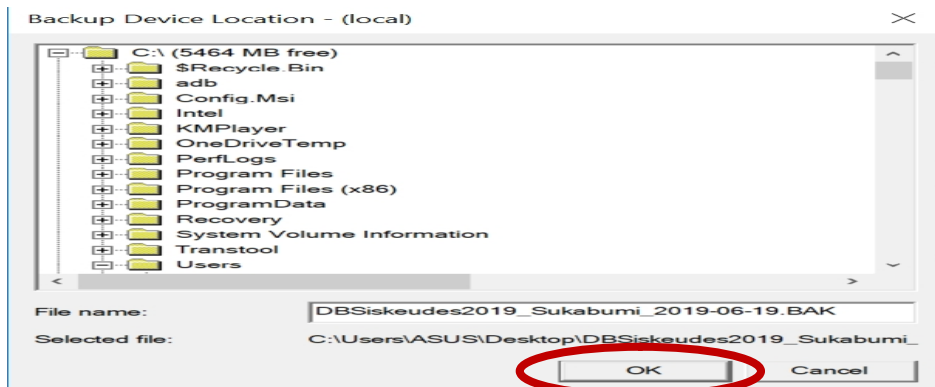 Backup Device Location - (local)
C:\ (5464 MB free)
$Recycle.Bin
adb
Config.Msi
Intel
KMPlayer
OneDriveTemp
PerfLogs
Program Files
Program Files (x86)
ProgramData
Recovery
System Volume Information
Transtool
Users
File name: DBSiskeudes2019_Sukabumi_2019-06-19.BAK
Selected file: C:\Users\ASUS\Desktop\DBSiskeudes2019_Sukabumi_
OK Cancel